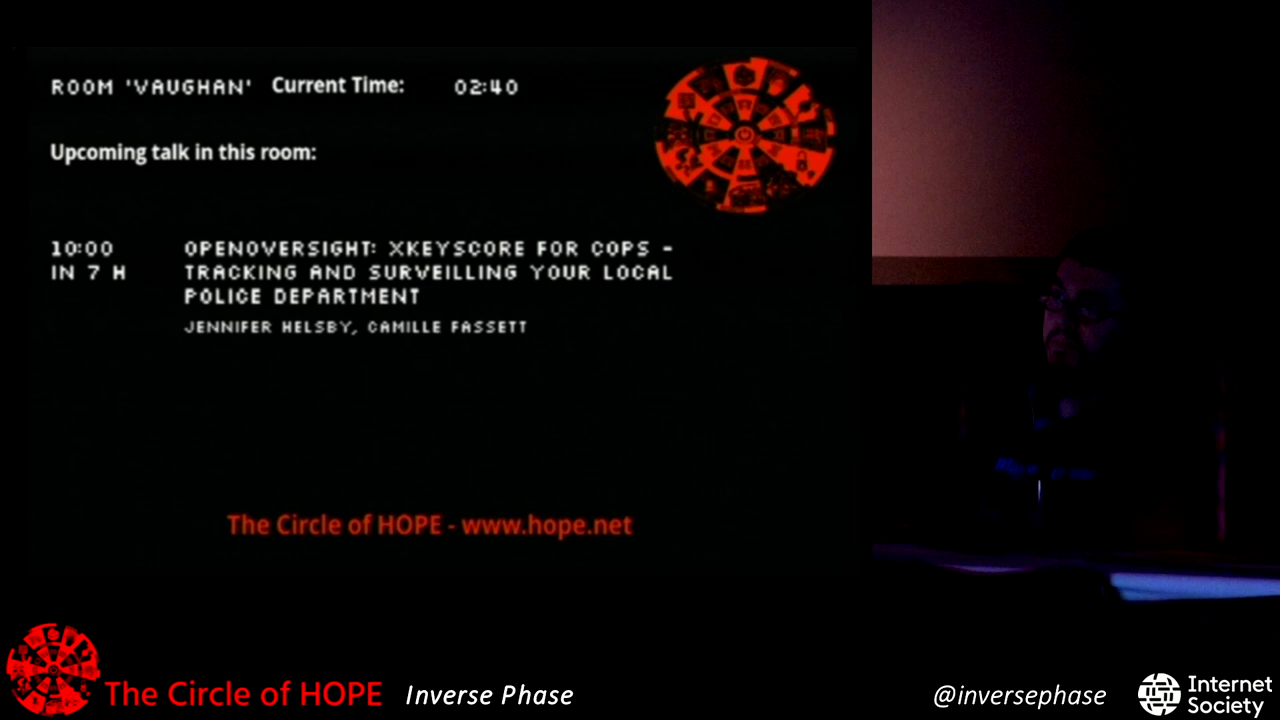 ROOM 'VAUGHAN' Current Time: 02:40
Upcoming talk in this room:
10:00 OPENOVERSIGHT: XKEYSCORE FOR COPS -
IN 7 H TRACKING AND SURVEILLING YOUR LOCAL
POLICE DEPARTMENT
JENNIFER HELSBY, CAMILLE FASSETT
The Circle of HOPE - www.hope.net
The Circle of HOPE Inverse Phase @inversephase Internet
Society